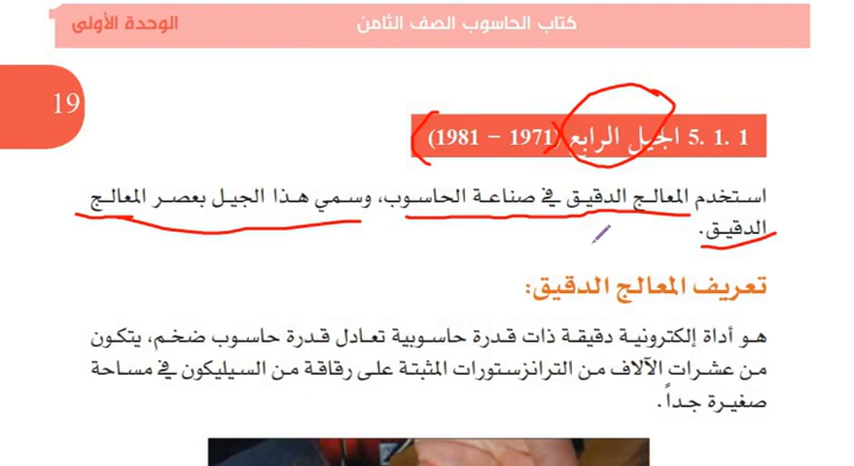 كتاب الحاسوب الصف الثامن الوحدة الأولى
19
5. 1. 1 الجيل الرابع (1971 – 1981)
استخدم المعالج الدقيق في صناعة الحاسوب، وسمي هذا الجيل بعصر المعالج
الدقيق.
تعريف المعالج الدقيق:
هو أداة إلكترونية دقيقة ذات قدرة حاسوبية تعادل قدرة حاسوب ضخم، يتكون
من عشرات الآلاف من الترانزستورات المثبتة على رقاقة من السيليكون في مساحة
صغيرة جداً.